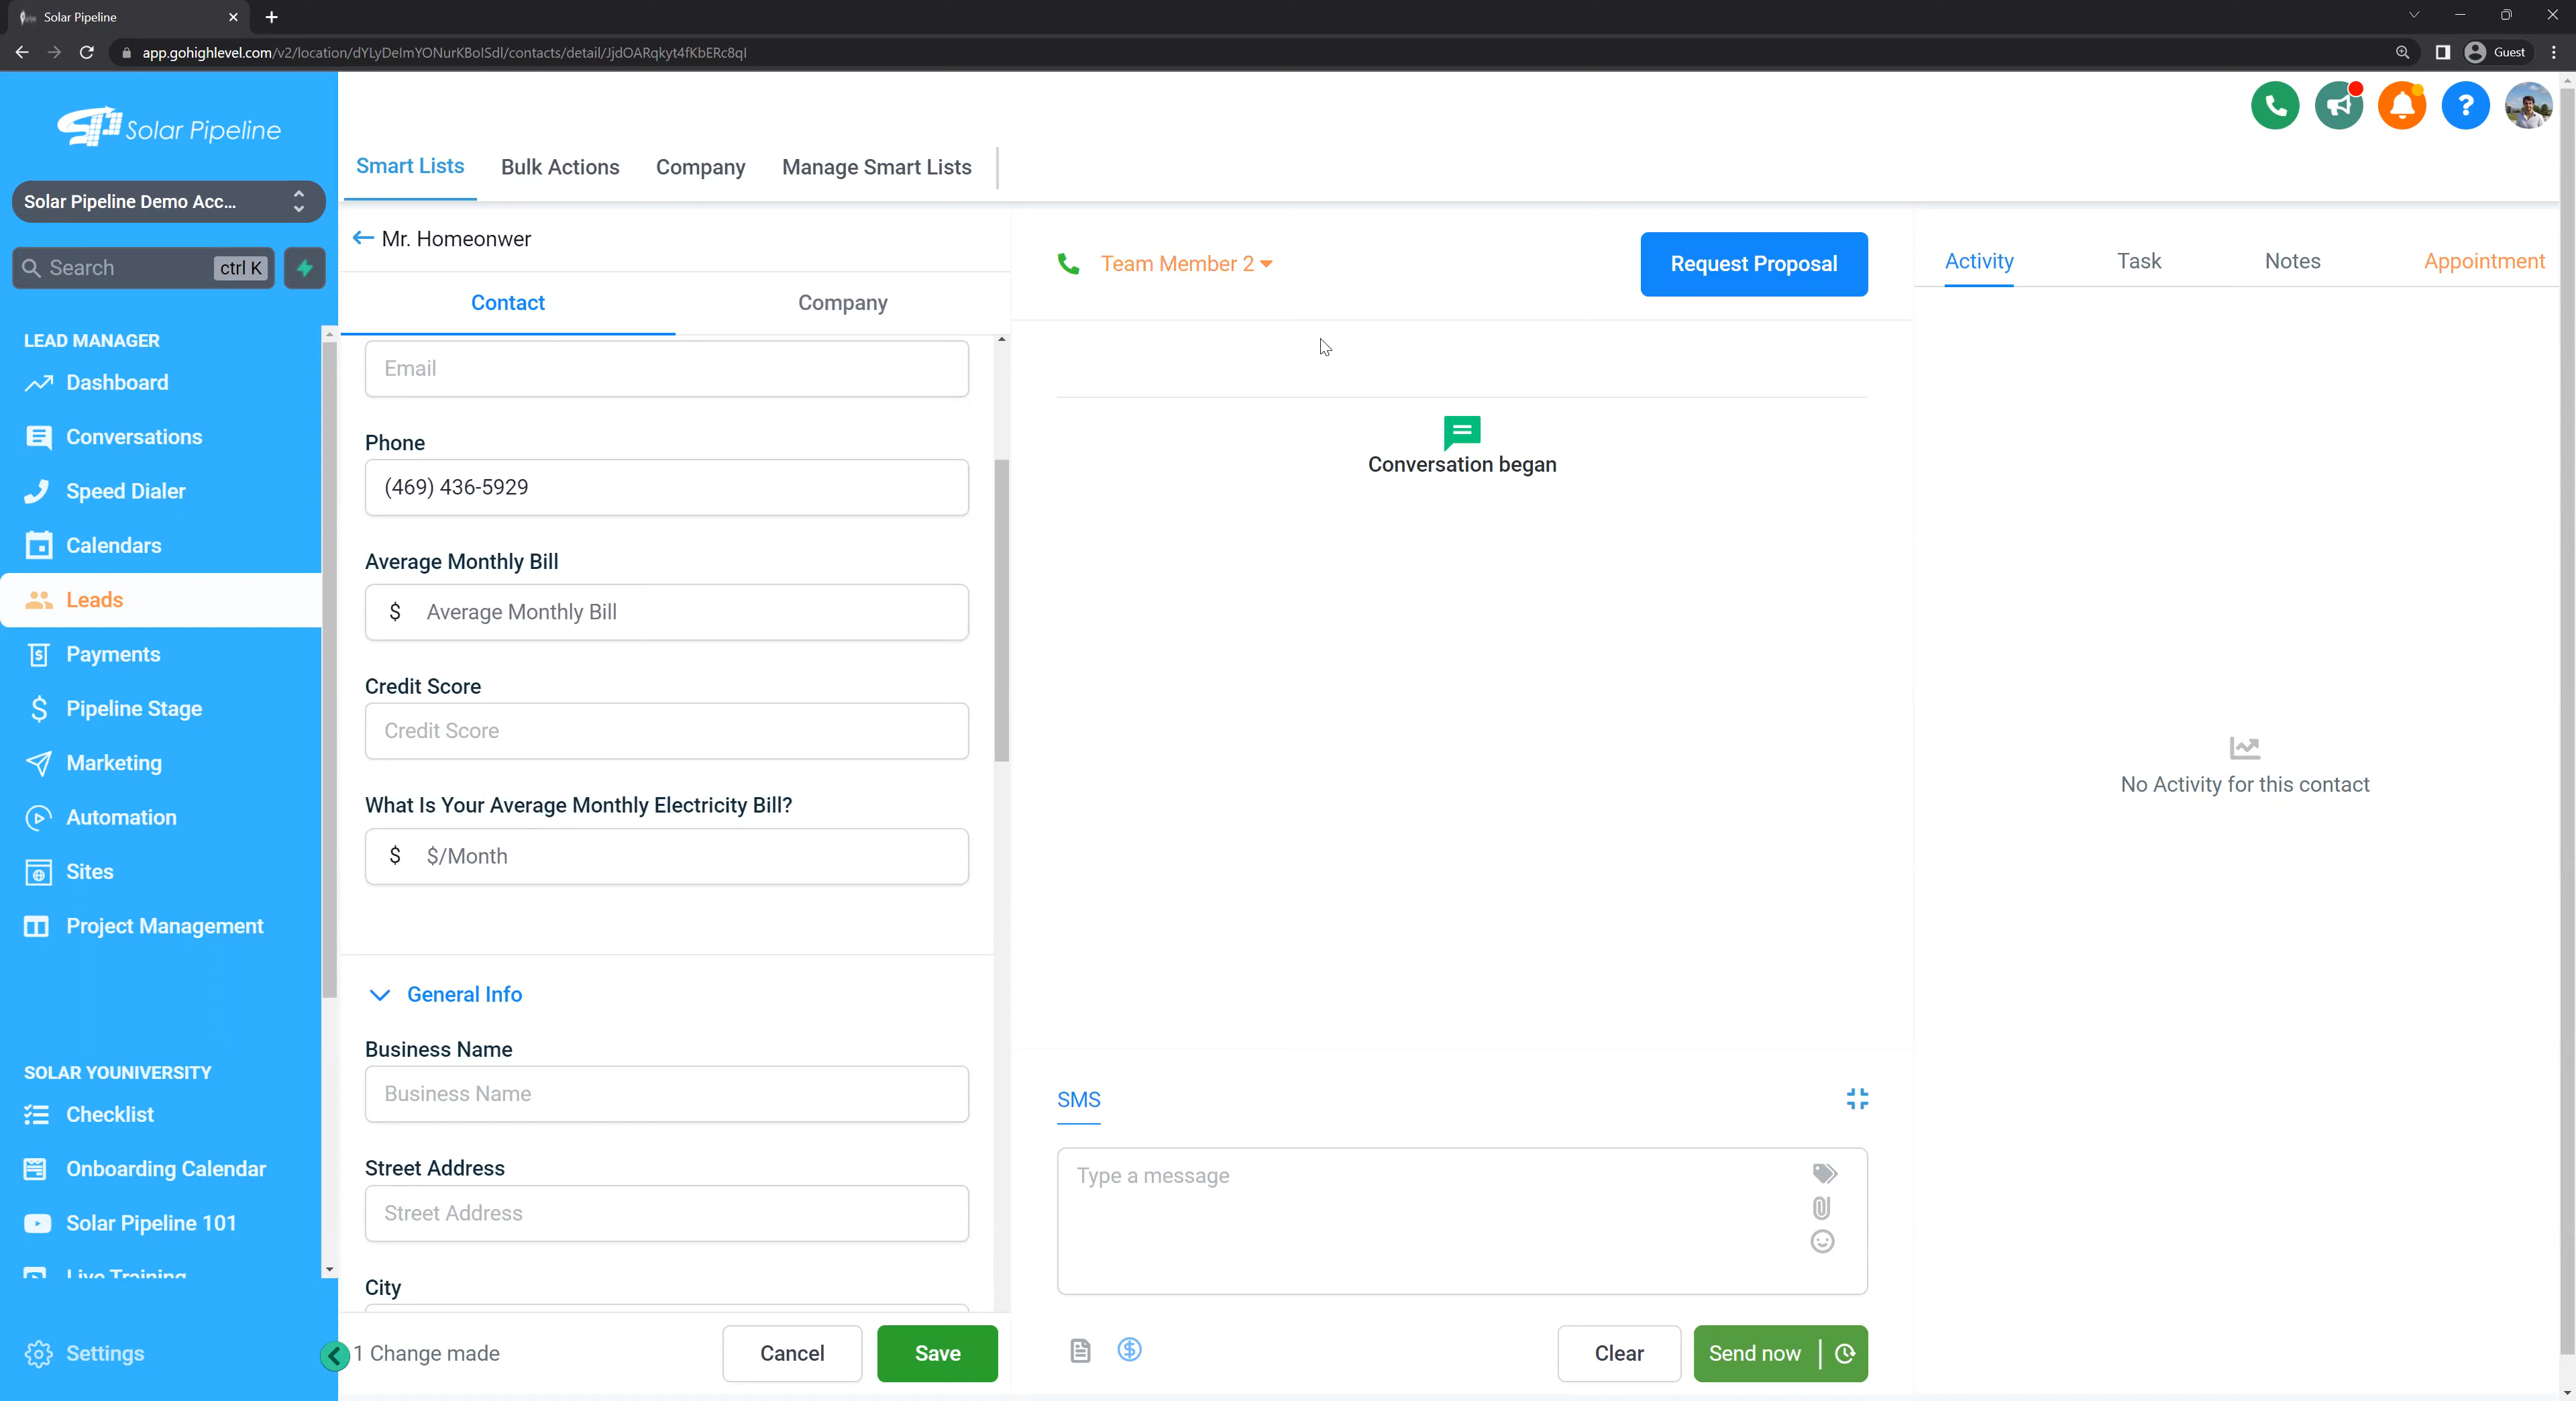 Solar Pipeline
app.gohighlevel.com/v2/location/dYLyDeImYONurKBoISdI/contacts/detail/JjdOARqkyt4fKbERc8qI
Guest
Solar Pipeline
Solar Pipeline Demo Acc...
Search
ctrl K
LEAD MANAGER
Dashboard
Conversations
Speed Dialer
Calendars
Leads
Payments
Pipeline Stage
Marketing
Automation
Sites
Project Management
SOLAR YOUNIVERSITY
Checklist
Onboarding Calendar
Solar Pipeline 101
Live Training
Settings
Smart Lists
Bulk Actions
Company
Manage Smart Lists
Mr. Homeonwer
Contact
Company
Email
Phone
(469) 436-5929
Average Monthly Bill
$ Average Monthly Bill
Credit Score
Credit Score
What Is Your Average Monthly Electricity Bill?
$ $/Month
General Info
Business Name
Business Name
Street Address
Street Address
City
1 Change made
Cancel
Save
Team Member 2
Request Proposal
Conversation began
SMS
Type a message
Clear
Send now
Activity
Task
Notes
Appointment
No Activity for this contact